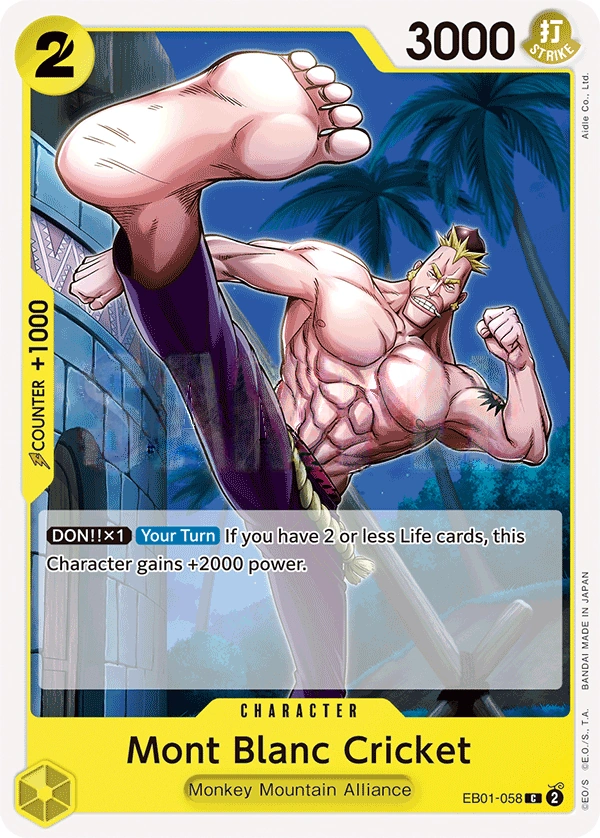 2
3000
打
STRIKE
Aidle Co., Ltd.
COUNTER +1000
SAMPLE
DON!!×1 Your Turn If you have 2 or less Life cards, this
Character gains +2000 power.
BANDAI MADE IN JAPAN
©E.O./S., T.A.
©EO/S
CHARACTER
Mont Blanc Cricket
Monkey Mountain Alliance
EB01-058 C 2